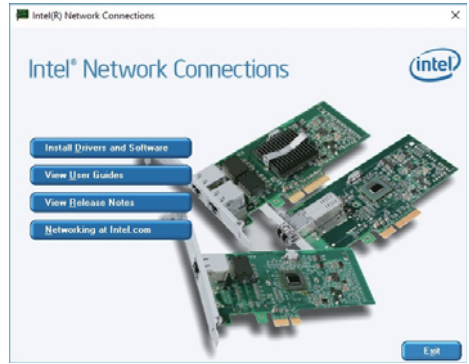 Intel(R) Network Connections
Intel® Network Connections
intel
Install Drivers and Software
View User Guides
View Release Notes
Networking at Intel.com
Exit